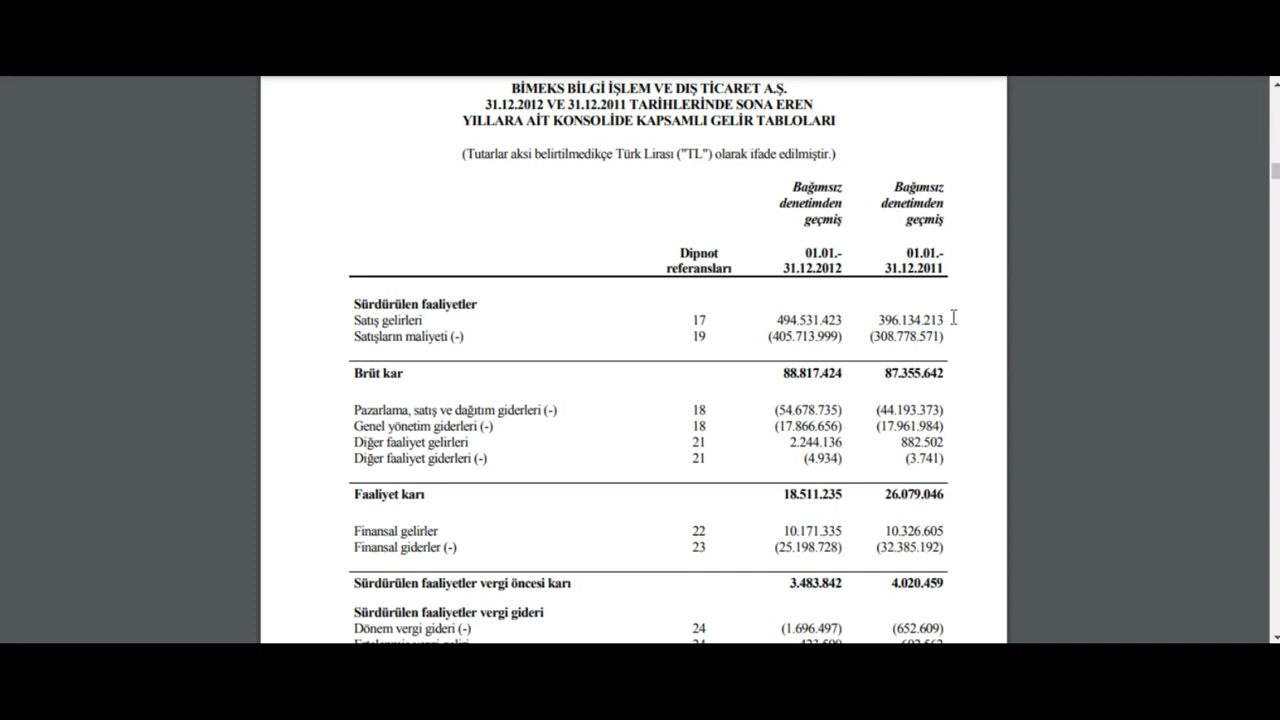 BİMEKS BİLGİ İŞLEM VE DIŞ TİCARET A.Ş.
31.12.2012 VE 31.12.2011 TARİHLERİNDE SONA EREN
YILLARA AİT KONSOLİDE KAPSAMLI GELİR TABLOLARI
(Tutarlar aksi belirtilmedikçe Türk Lirası ("TL") olarak ifade edilmiştir.)
Bağımsız Bağımsız
denetimden denetimden
geçmiş geçmiş
Dipnot 01.01.- 01.01.-
referansları 31.12.2012 31.12.2011
Sürdürülen faaliyetler
Satış gelirleri 17 494.531.423 396.134.213
Satışların maliyeti (-) 19 (405.713.999) (308.778.571)
Brüt kar 88.817.424 87.355.642
Pazarlama, satış ve dağıtım giderleri (-) 18 (54.678.735) (44.193.373)
Genel yönetim giderleri (-) 18 (17.866.656) (17.961.984)
Diğer faaliyet gelirleri 21 2.244.136 882.502
Diğer faaliyet giderleri (-) 21 (4.934) (3.741)
Faaliyet karı 18.511.235 26.079.046
Finansal gelirler 22 10.171.335 10.326.605
Finansal giderler (-) 23 (25.198.728) (32.385.192)
Sürdürülen faaliyetler vergi öncesi karı 3.483.842 4.020.459
Sürdürülen faaliyetler vergi gideri
Dönem vergi gideri (-) 24 (1.696.497) (652.609)